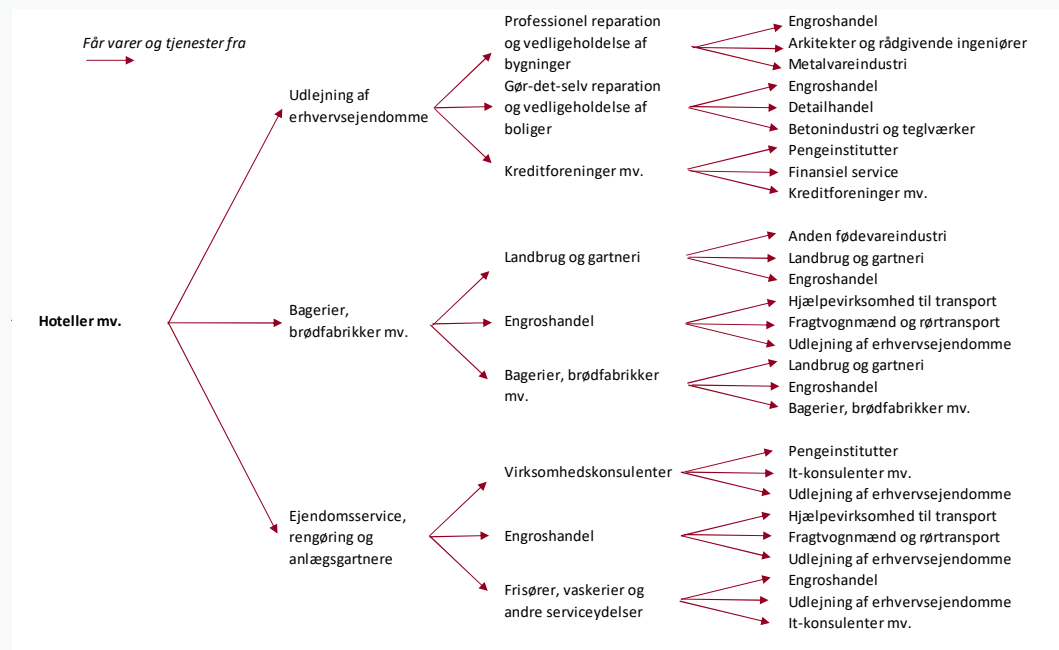 Får varer og tjenester fra
Hoteller mv.
Udlejning af
erhvervsejendomme
Professionel reparation
og vedligeholdelse af
bygninger
Engroshandel
Arkitekter og rådgivende ingeniører
Metalvareindustri
Gør-det-selv reparation
og vedligeholdelse af
boliger
Engroshandel
Detailhandel
Betonindustri og teglværker
Kreditforeninger mv.
Pengeinstitutter
Finansiel service
Kreditforeninger mv.
Bagerier,
brødfabrikker mv.
Landbrug og gartneri
Anden fødevareindustri
Landbrug og gartneri
Engroshandel
Engroshandel
Hjælpevirksomhed til transport
Fragtvognmænd og rørtransport
Udlejning af erhvervsejendomme
Bagerier, brødfabrikker
mv.
Landbrug og gartneri
Engroshandel
Bagerier, brødfabrikker mv.
Ejendomsservice,
rengøring og
anlægsgartnere
Virksomhedskonsulenter
Pengeinstitutter
It-konsulenter mv.
Udlejning af erhvervsejendomme
Engroshandel
Hjælpevirksomhed til transport
Fragtvognmænd og rørtransport
Udlejning af erhvervsejendomme
Frisører, vaskerier og
andre serviceydelser
Engroshandel
Udlejning af erhvervsejendomme
It-konsulenter mv.